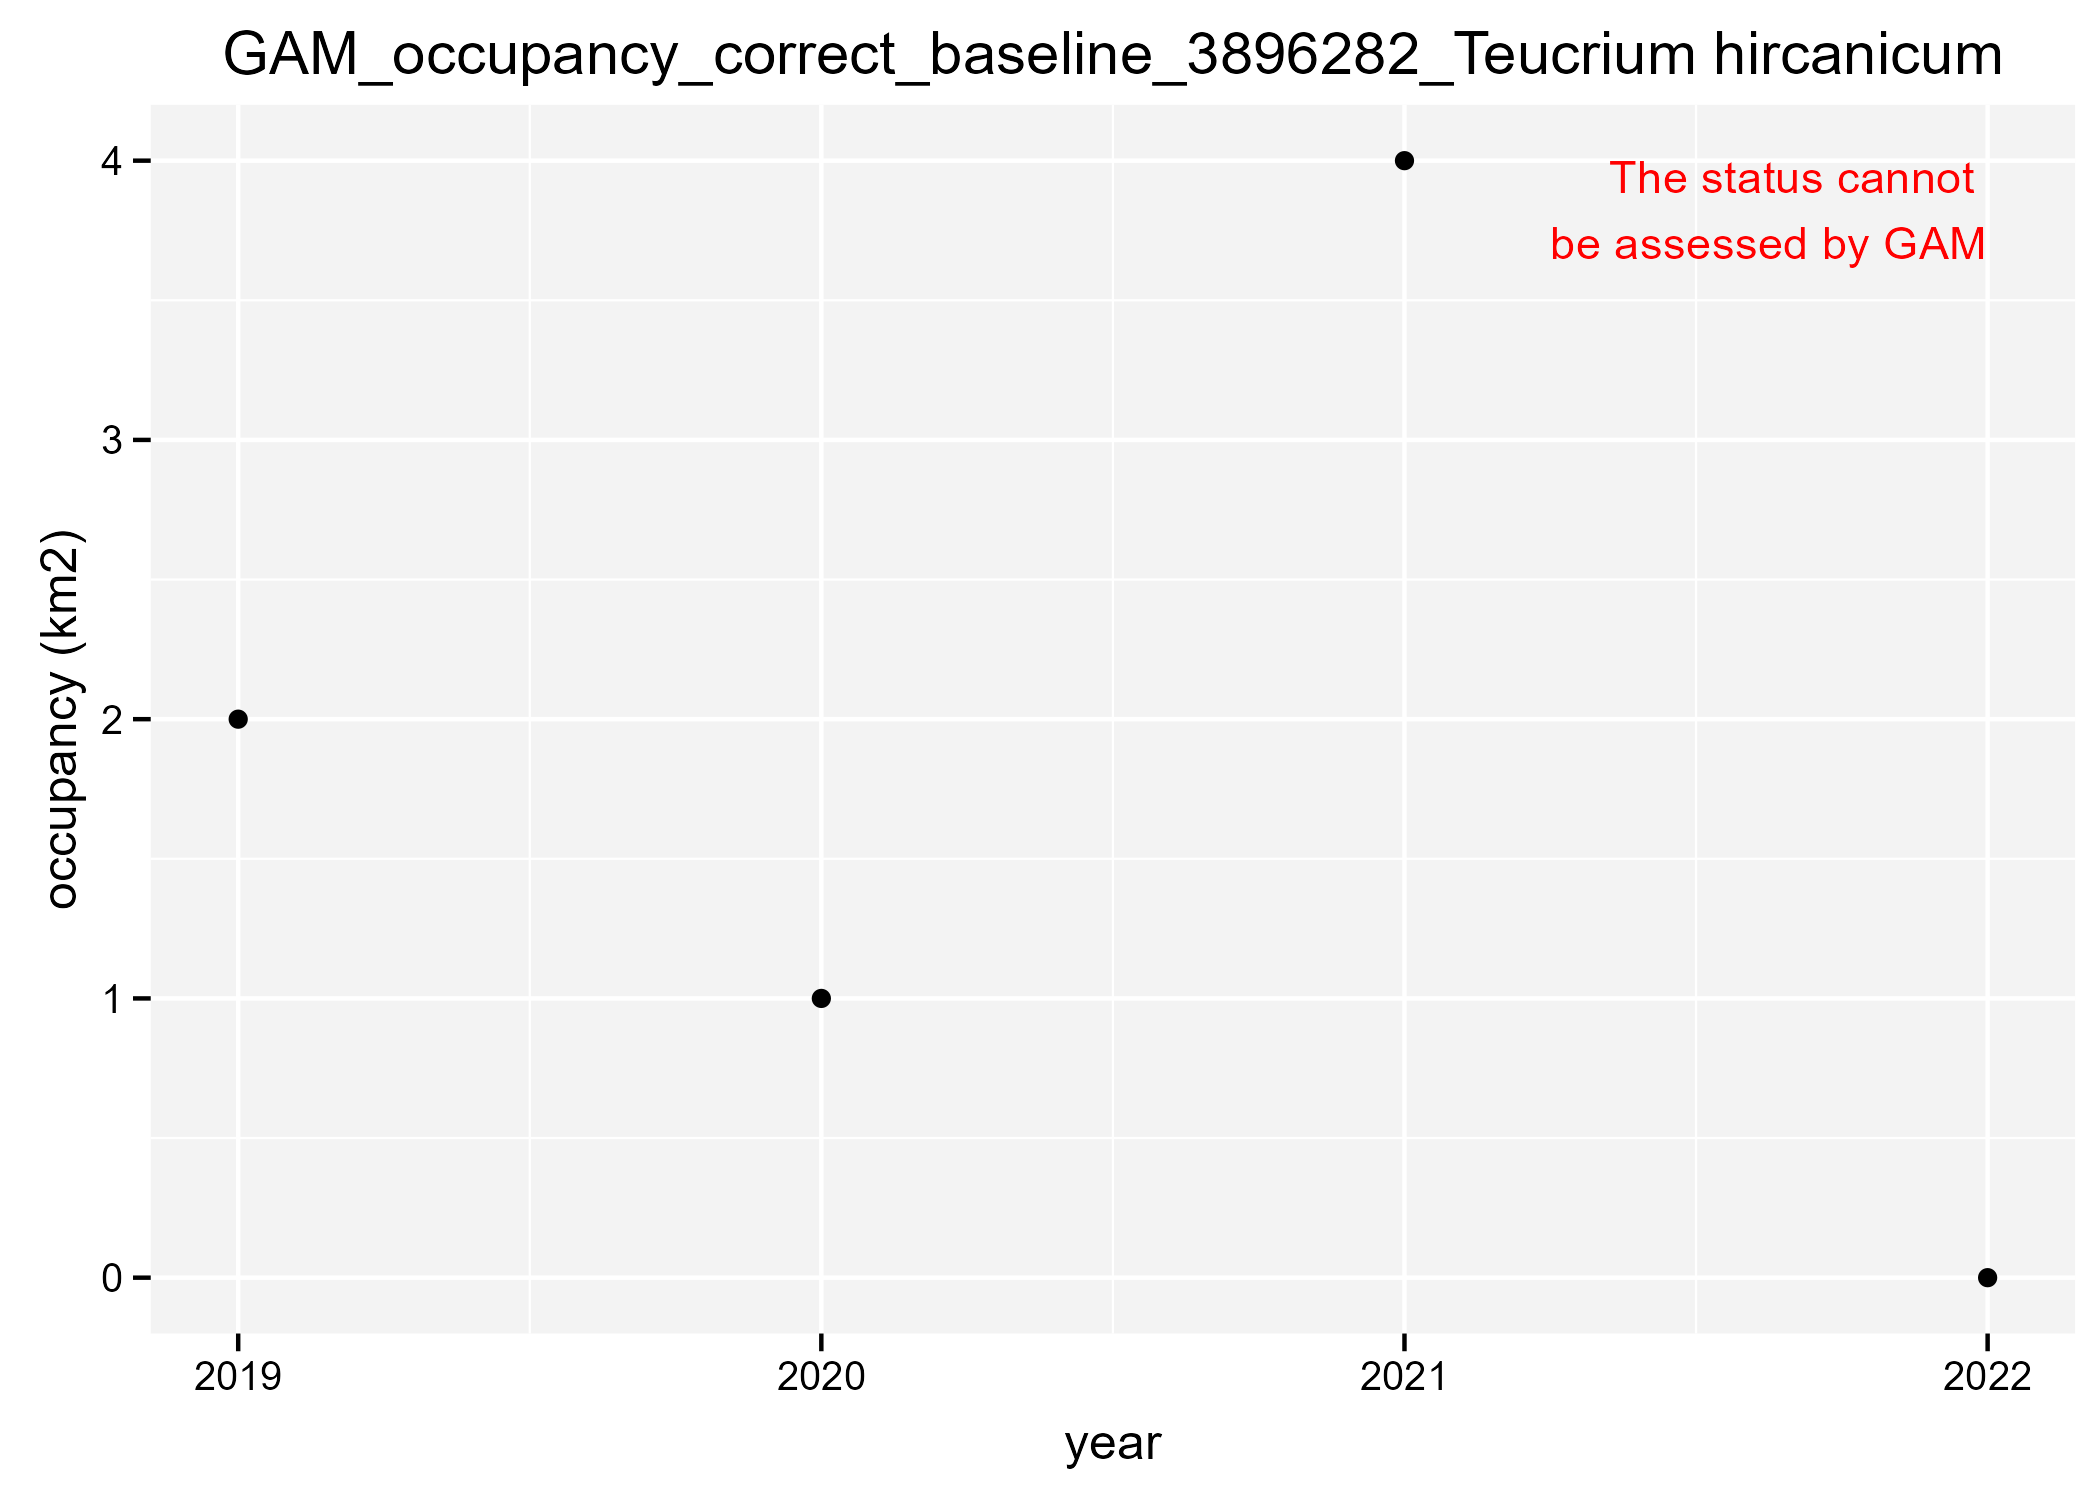 GAM_occupancy_correct_baseline_3896282_Teucrium hircanicum
The status cannot
be assessed by GAM
occupancy (km2)
4
3
2
1
0
2019 2020 2021 2022
year